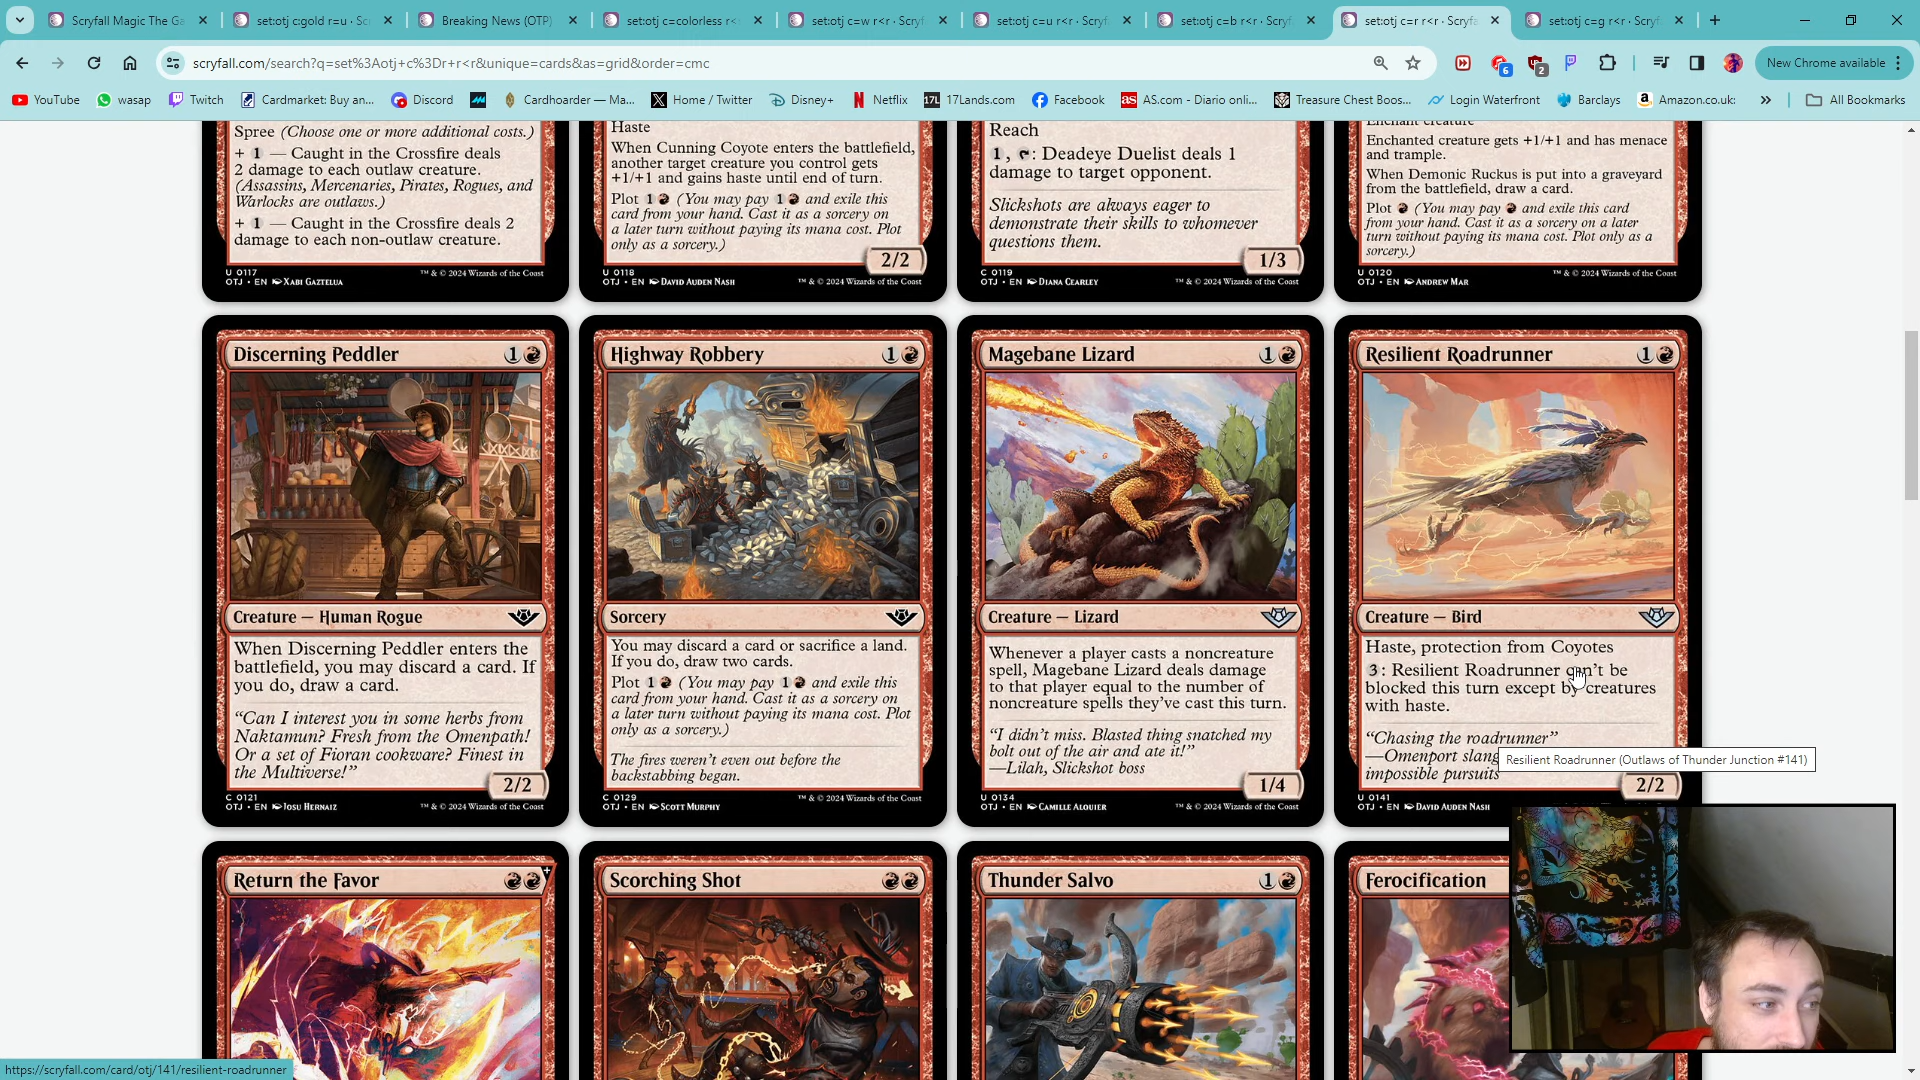 Scryfall Magic The Ga
set:otj c:gold r=u · Sc
Breaking News (OTP)
set:otj c=colorless r<
set:otj c=w r<r · Scryf
set:otj c=u r<r · Scryf
set:otj c=b r<r · Scryf
set:otj c=r r<r · Scryfa
set:otj c=g r<r · Scryf
scryfall.com/search?q=set%3Aotj+c%3Dr+r<r&unique=cards&as=grid&order=cmc
6
2
New Chrome available
YouTube
wasap
Twitch
Cardmarket: Buy an...
Discord
Cardhoarder — Ma...
Home / Twitter
Disney+
Netflix
17L 17Lands.com
Facebook
as AS.com - Diario onli...
Treasure Chest Boos...
Login Waterfront
Barclays
Amazon.co.uk:
All Bookmarks
Spree (Choose one or more additional costs.)
+ 1 — Caught in the Crossfire deals
2 damage to each outlaw creature.
(Assassins, Mercenaries, Pirates, Rogues, and
Warlocks are outlaws.)
+ 1 — Caught in the Crossfire deals 2
damage to each non-outlaw creature.
U 0117
OTJ • EN Xabi Gaztelua
™ & © 2024 Wizards of the Coast
Haste
When Cunning Coyote enters the battlefield,
another target creature you control gets
+1/+1 and gains haste until end of turn.
Plot 1 (You may pay 1 and exile this
card from your hand. Cast it as a sorcery on
a later turn without paying its mana cost. Plot
only as a sorcery.)
2/2
U 0118
OTJ • EN David Auden Nash
™ & © 2024 Wizards of the Coast
Reach
1, : Deadeye Duelist deals 1
damage to target opponent.
Slickshots are always eager to
demonstrate their skills to whomever
questions them.
1/3
C 0119
OTJ • EN Diana Cearley
™ & © 2024 Wizards of the Coast
Enchant creature
Enchanted creature gets +1/+1 and has menace
and trample.
When Demonic Ruckus is put into a graveyard
from the battlefield, draw a card.
Plot (You may pay and exile this card
from your hand. Cast it as a sorcery on a later
turn without paying its mana cost. Plot only as a
sorcery.)
U 0120
OTJ • EN Andrew Mar
™ & © 2024 Wizards of the Coast
Discerning Peddler 1
Creature — Human Rogue
When Discerning Peddler enters the
battlefield, you may discard a card. If
you do, draw a card.
“Can I interest you in some herbs from
Naktamun? Fresh from the Omenpath!
Or a set of Fioran cookware? Finest in
the Multiverse!”
2/2
C 0121
OTJ • EN Josu Hernaiz
™ & © 2024 Wizards of the Coast
Highway Robbery 1
Sorcery
You may discard a card or sacrifice a land.
If you do, draw two cards.
Plot 1 (You may pay 1 and exile this
card from your hand. Cast it as a sorcery on
a later turn without paying its mana cost. Plot
only as a sorcery.)
The fires weren’t even out before the
backstabbing began.
C 0129
OTJ • EN Scott Murphy
™ & © 2024 Wizards of the Coast
Magebane Lizard 1
Creature — Lizard
Whenever a player casts a noncreature
spell, Magebane Lizard deals damage
to that player equal to the number of
noncreature spells they’ve cast this turn.
“I didn’t miss. Blasted thing snatched my
bolt out of the air and ate it!”
—Lilah, Slickshot boss
1/4
U 0134
OTJ • EN Camille Alquier
™ & © 2024 Wizards of the Coast
Resilient Roadrunner 1
Creature — Bird
Haste, protection from Coyotes
3: Resilient Roadrunner can’t be
blocked this turn except by creatures
with haste.
“Chasing the roadrunner”
—Omenport slang
impossible pursuits
2/2
U 0141
OTJ • EN David Auden Nash
Resilient Roadrunner (Outlaws of Thunder Junction #141)
Return the Favor
Scorching Shot
Thunder Salvo 1
Ferocification
https://scryfall.com/card/otj/141/resilient-roadrunner